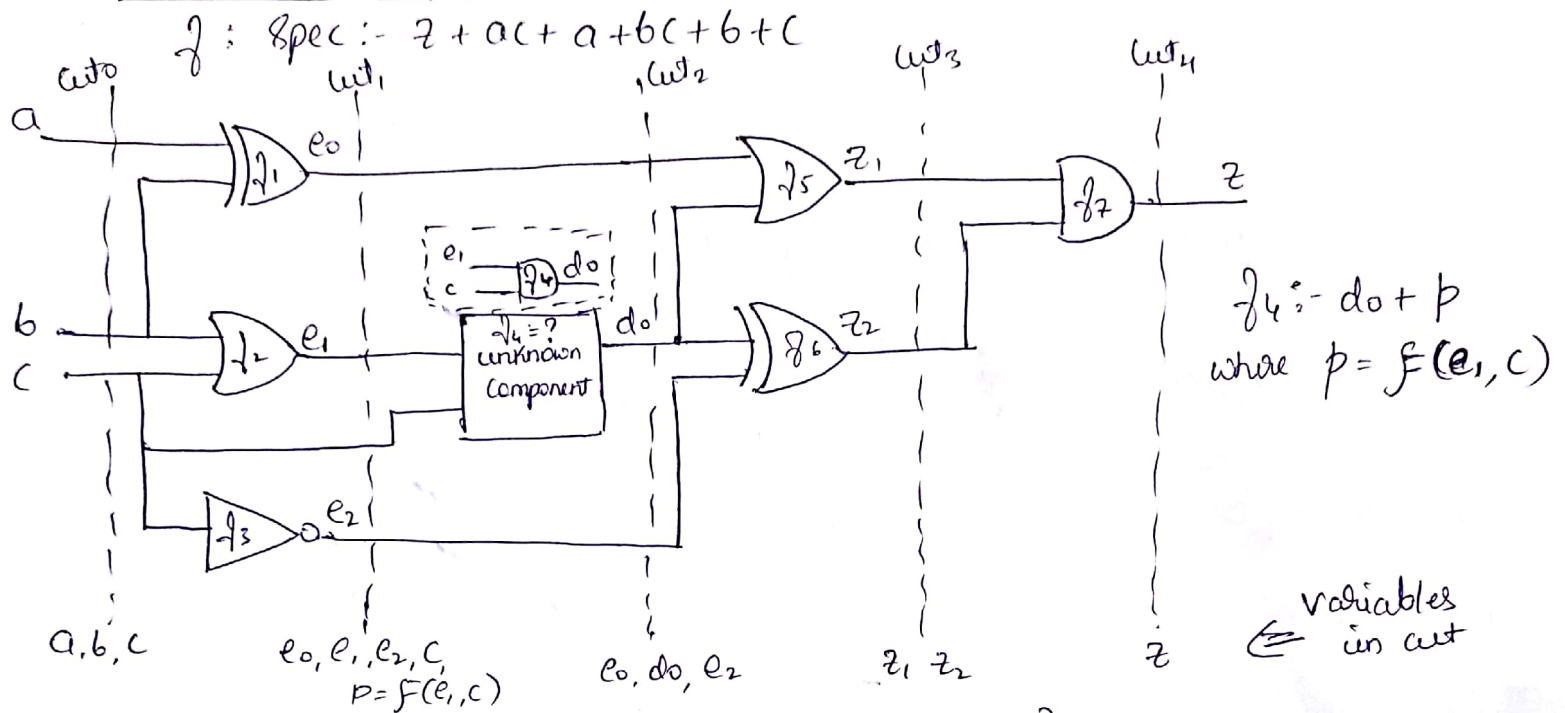 f : Spec :- z + ac + a + bc + b + c
cut0 cut1 cut2 cut3 cut4
a
f1 e0
f5 z1
f7 z
e1
c
f4 d0
b
c
f2 e1
f4 = ?
unknown
component
d0
f6 z2
f4 :- d0 + p
where p = F(e1, c)
f3 e2
a, b, c
e0, e1, e2, c,
p = F(e1, c)
e0, d0, e2
z1 z2
z
⇐ variables
in cut